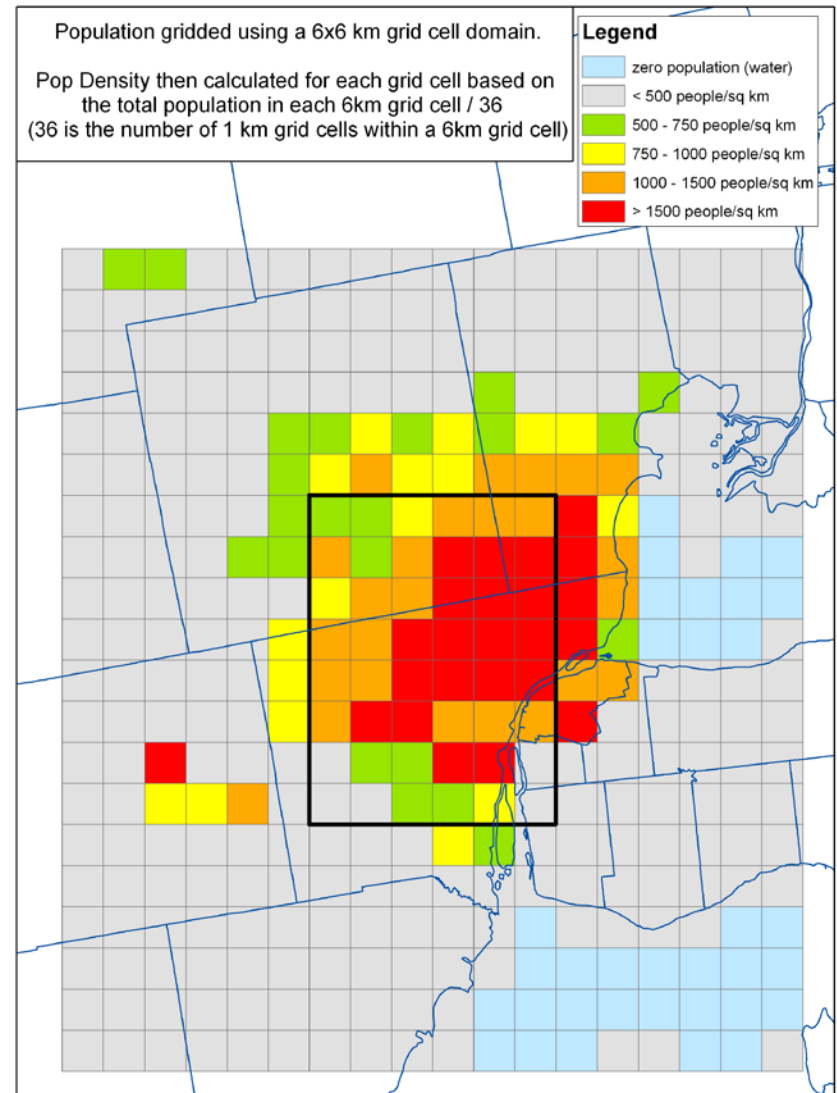 Population gridded using a 6x6 km grid cell domain.
Pop Density then calculated for each grid cell based on
the total population in each 6km grid cell / 36
(36 is the number of 1 km grid cells within a 6km grid cell)
Legend
zero population (water)
< 500 people/sq km
500 - 750 people/sq km
750 - 1000 people/sq km
1000 - 1500 people/sq km
> 1500 people/sq km